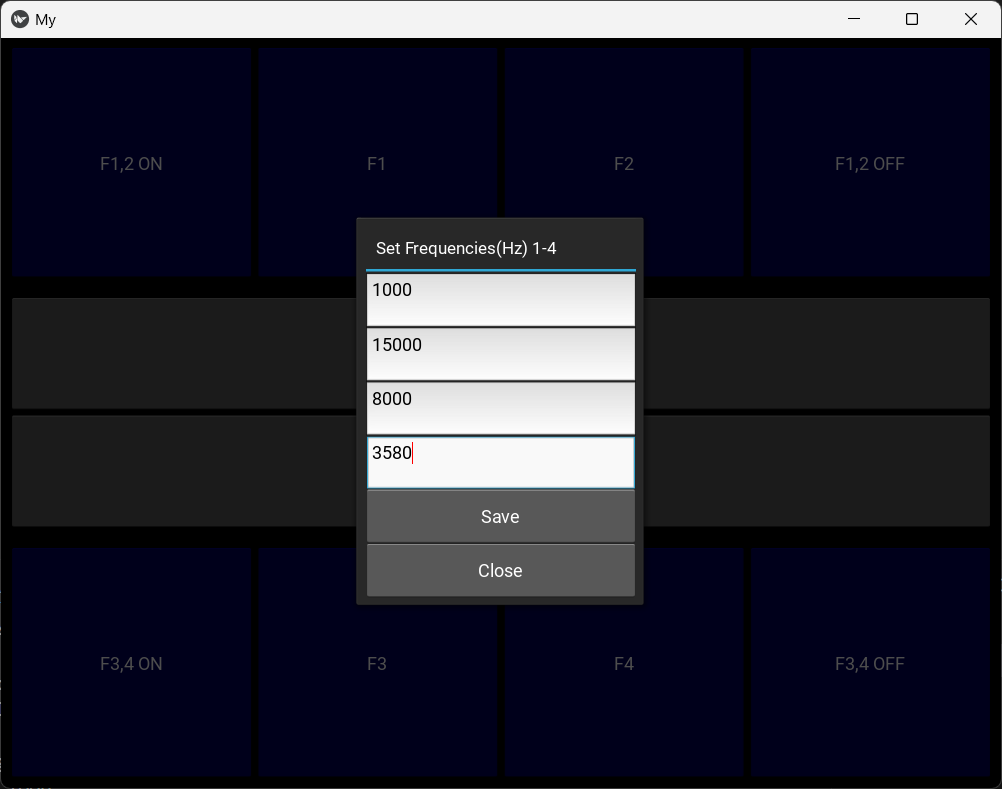 My
F1,2 ON
F1
F2
F1,2 OFF
Set Frequencies(Hz) 1-4
1000
15000
8000
3580
Save
Close
F3,4 ON
F3
F4
F3,4 OFF